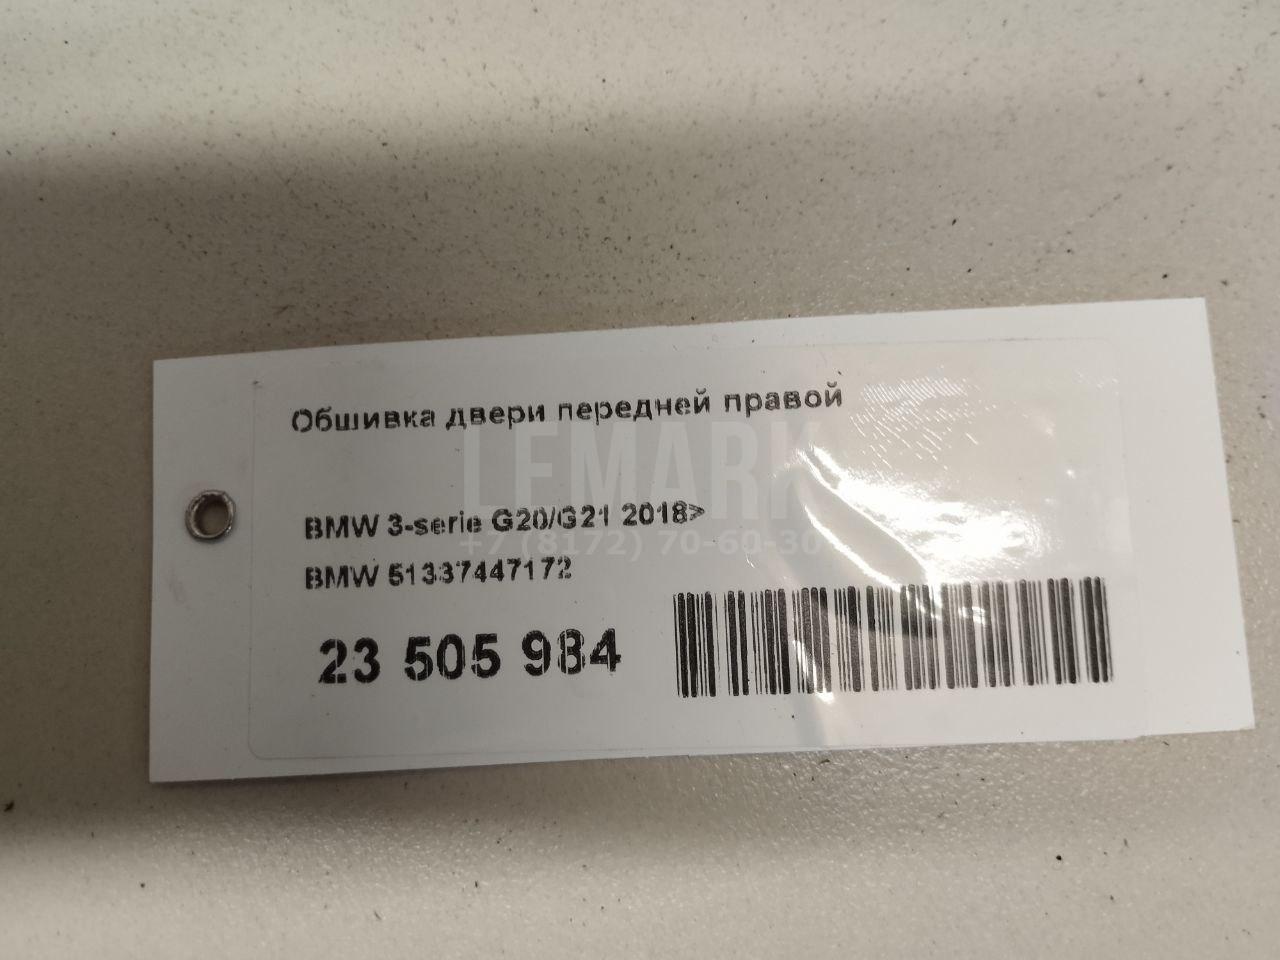 Обшивка двери передней правой
LEMARK
BMW 3-serie G20/G21 2018>
+7 (8172) 70-60-30
BMW 51337447172
23 505 984